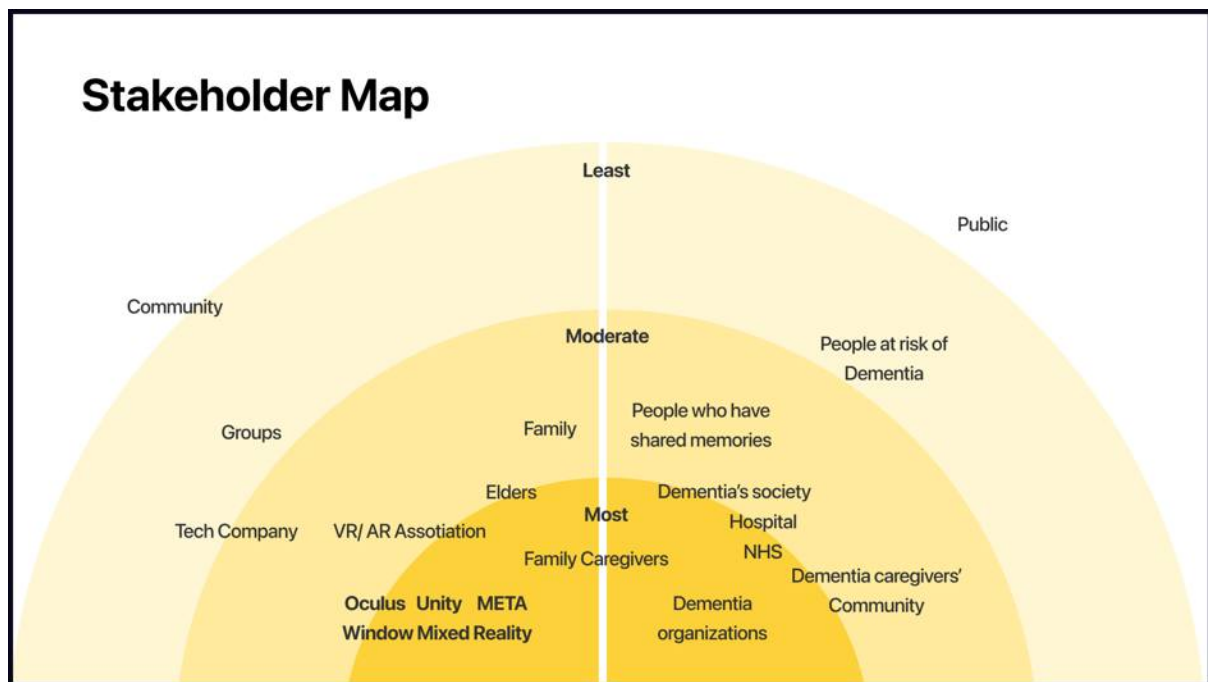 Stakeholder Map
Least
Public
Community
Moderate
People at risk of
Dementia
People who have
shared memories
Family
Groups
Elders
Dementia's society
Most
Hospital
Tech Company
VR/ AR Assotiation
NHS
Family Caregivers
Dementia caregivers'
Community
Oculus Unity META
Window Mixed Reality
Dementia
organizations